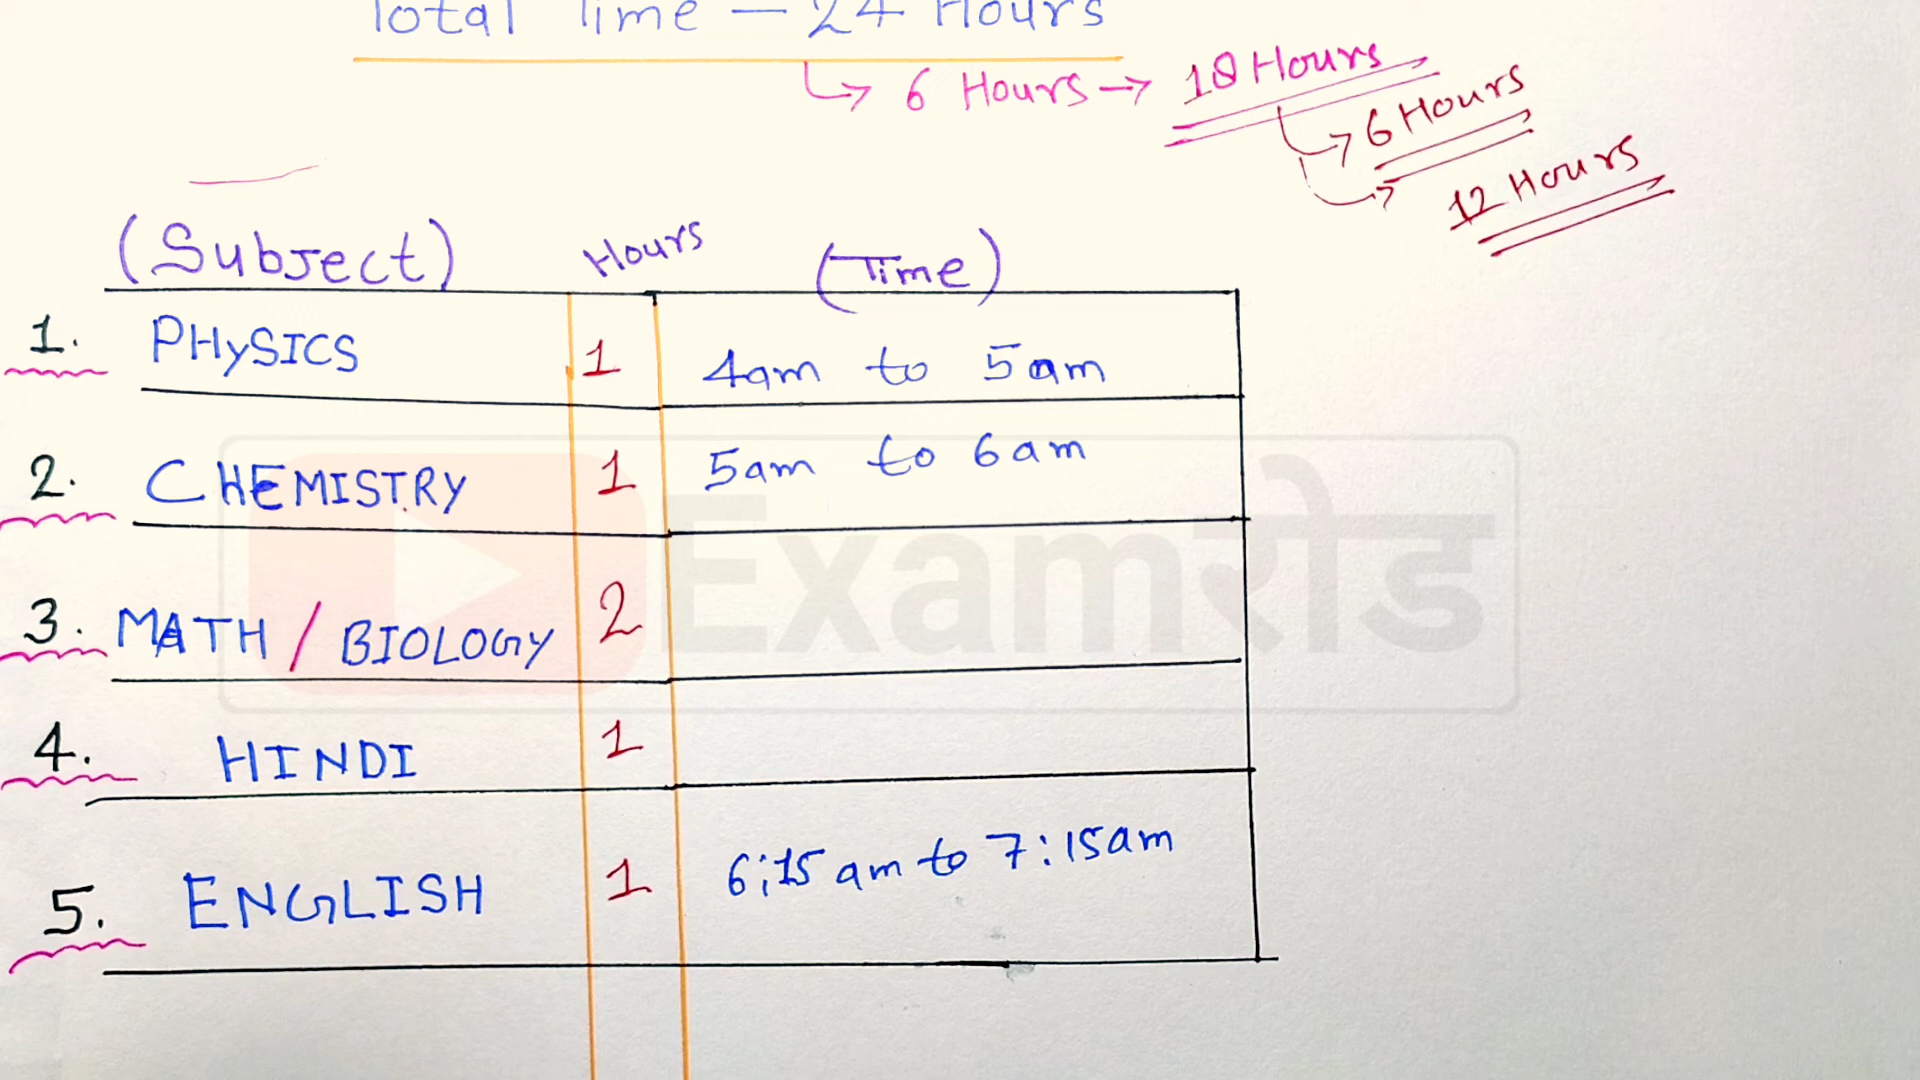 Total Time - 24 Hours
↳ 6 Hours → 18 Hours
↳ 6 Hours
→ 12 Hours
(Subject) Hours (Time)
1. PHySICS 1 4am to 5am
2. CHEMISTRY 1 5am to 6am
3. MATH / BIOLOGY 2
4. HINDI 1
5. ENGLISH 1 6:15 am to 7:15am
Examरोड